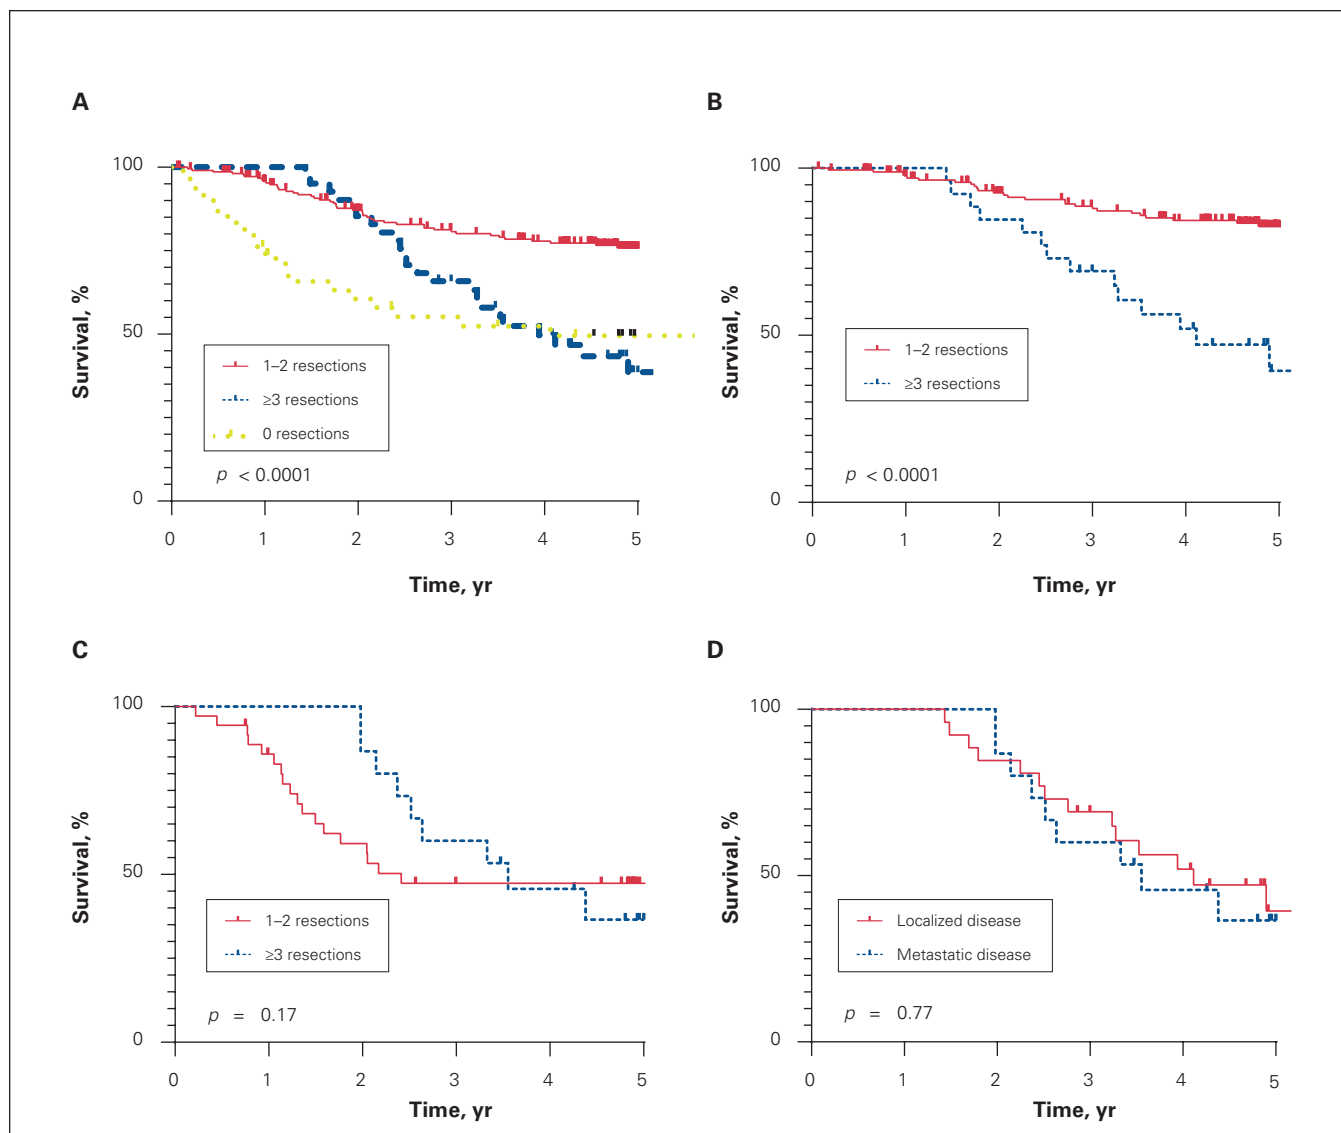 A
Survival, %
100
50
0
1–2 resections
≥3 resections
0 resections
p < 0.0001
0 1 2 3 4 5
Time, yr
B
Survival, %
100
50
0
1–2 resections
≥3 resections
p < 0.0001
0 1 2 3 4 5
Time, yr
C
Survival, %
100
50
0
1–2 resections
≥3 resections
p = 0.17
0 1 2 3 4 5
Time, yr
D
Survival, %
100
50
0
Localized disease
Metastatic disease
p = 0.77
0 1 2 3 4 5
Time, yr